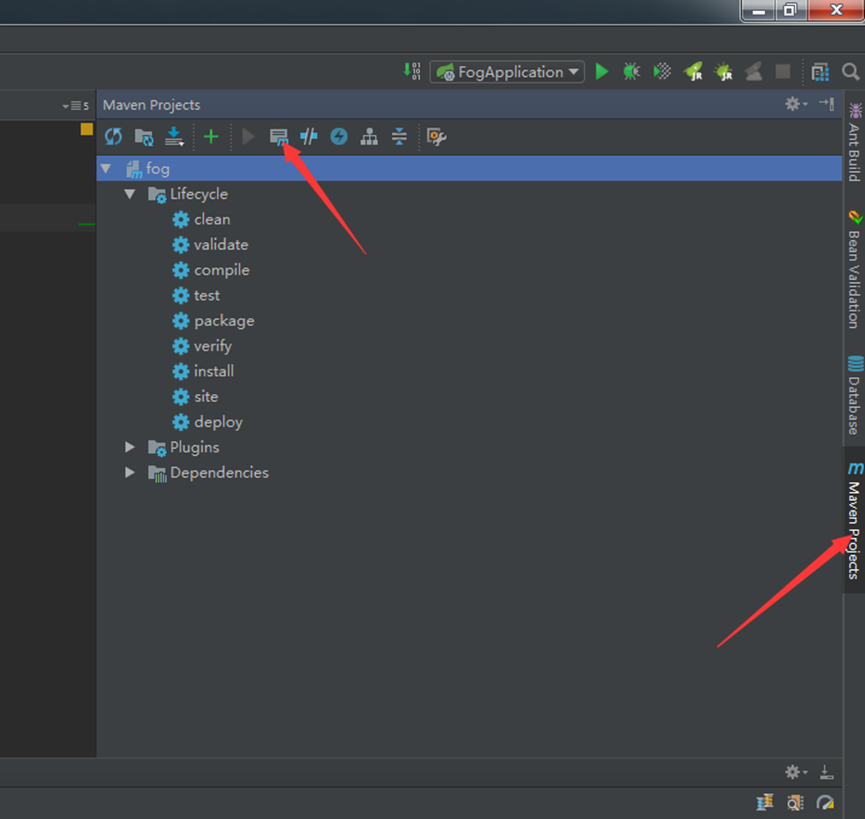 FogApplication
5
Maven Projects
fog
Lifecycle
clean
validate
compile
test
package
verify
install
site
deploy
Plugins
Dependencies
Ant Build
Bean Validation
Database
Maven Projects